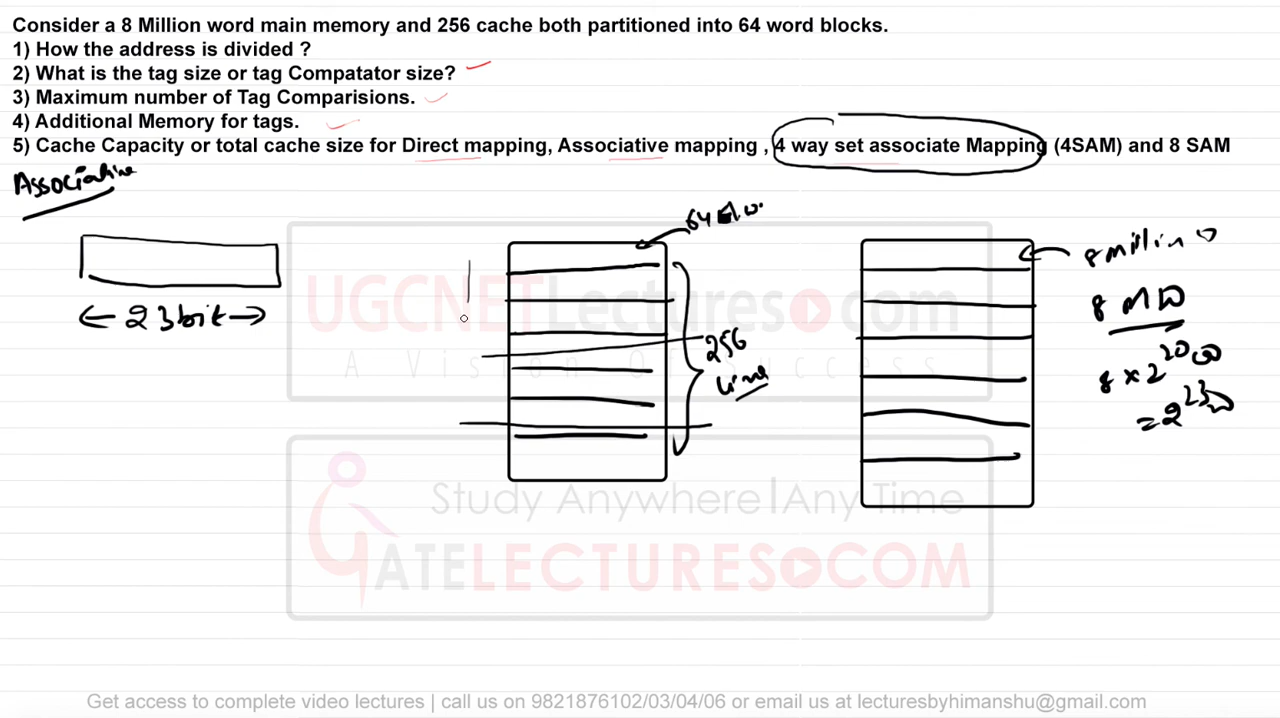 Consider a 8 Million word main memory and 256 cache both partitioned into 64 word blocks.
1) How the address is divided ?
2) What is the tag size or tag Compatator size?
3) Maximum number of Tag Comparisions.
4) Additional Memory for tags.
5) Cache Capacity or total cache size for Direct mapping, Associative mapping , 4 way set associate Mapping (4SAM) and 8 SAM
Associative
64 w.
8 million w
UGCNETLectures.com
A Vision Of Success
23 bit
8 MW
256
line
8 x 2^20 w
= 2^23 w
Study Anywhere|Any Time
GATELECTURES.COM
Get access to complete video lectures | call us on 9821876102/03/04/06 or email us at lecturesbyhimanshu@gmail.com